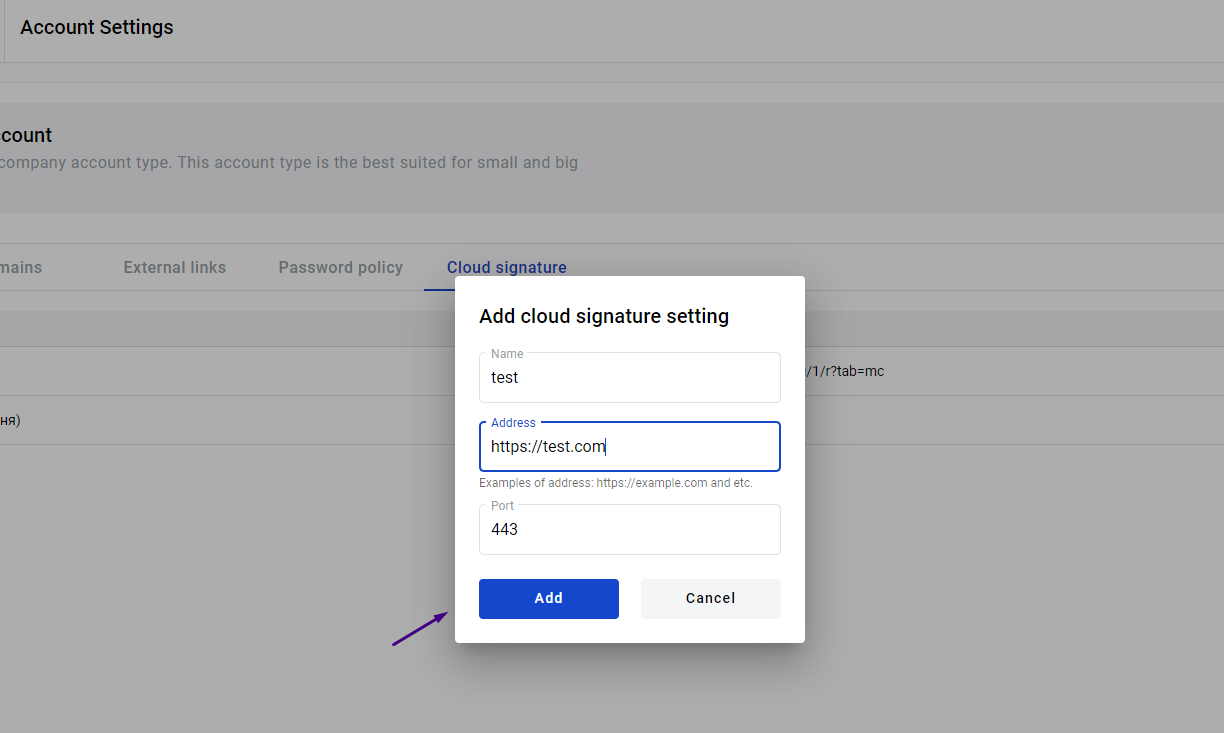 Account Settings
count
company account type. This account type is the best suited for small and big
mains
External links
Password policy
Cloud signature
Add cloud signature setting
Name
test
/1/r?tab=mc
ня)
Address
https://test.com
Examples of address: https://example.com and etc.
Port
443
Add
Cancel